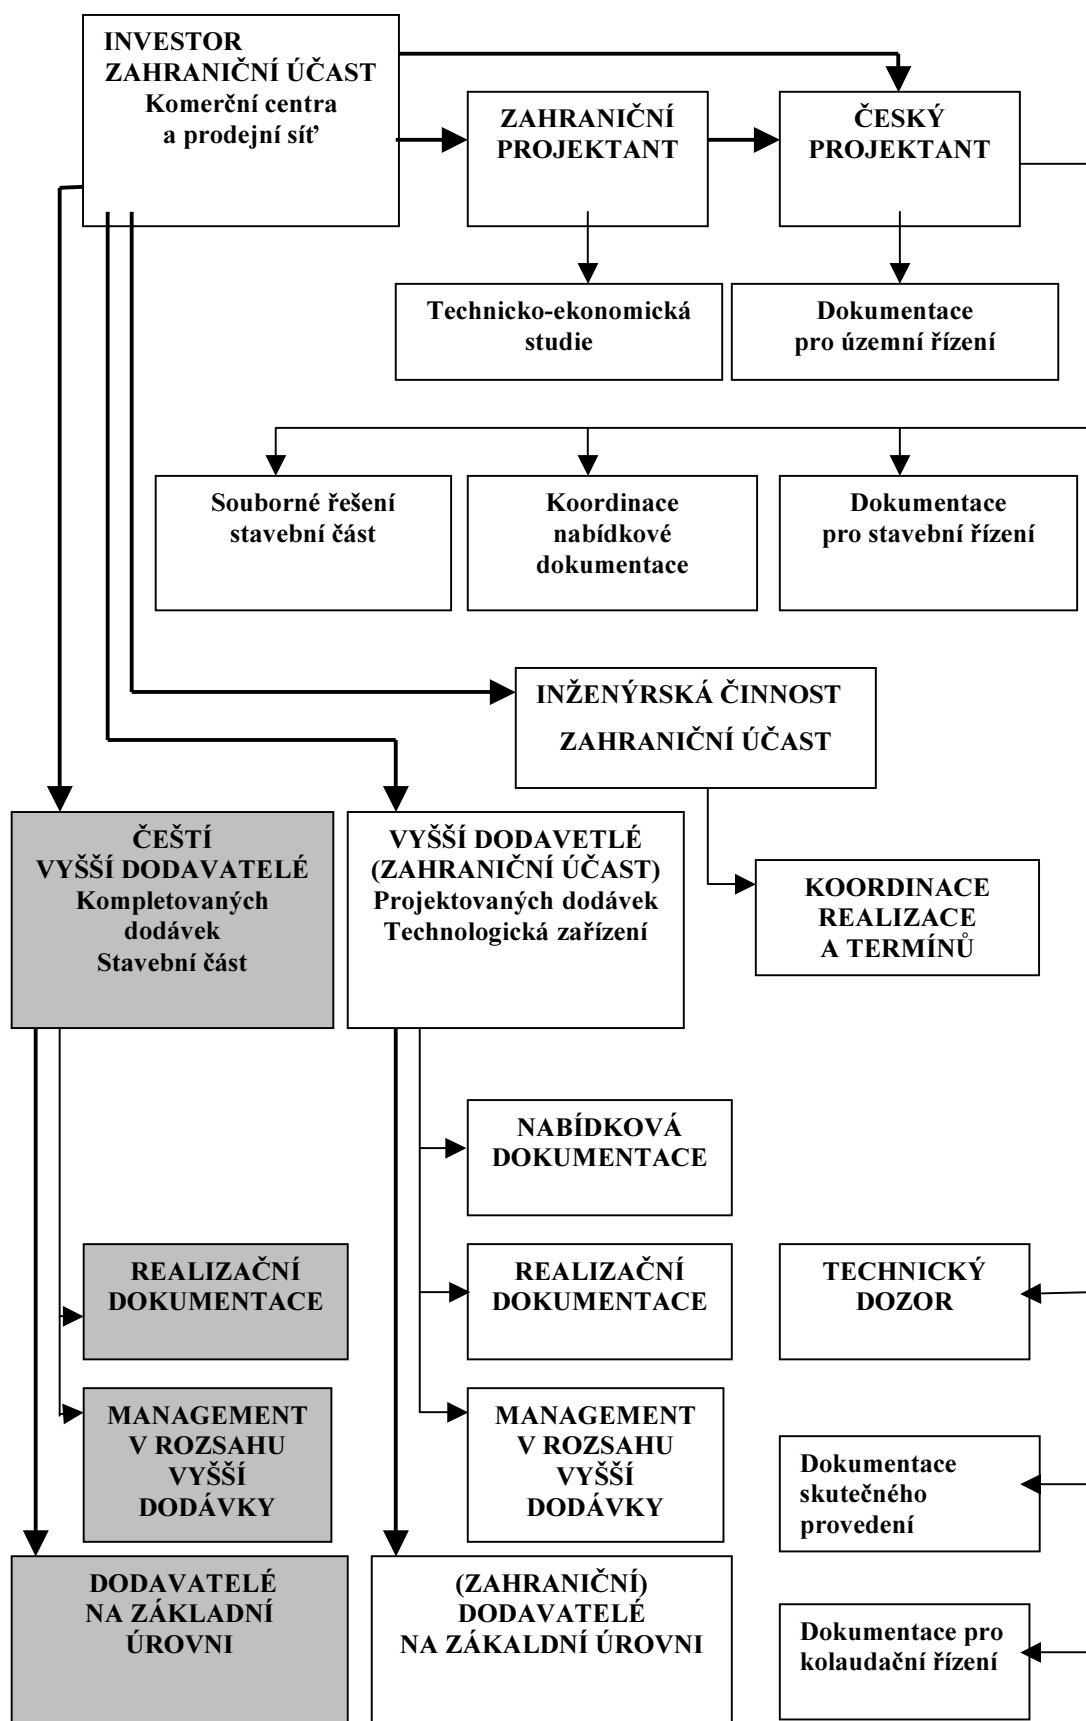 INVESTOR
ZAHRANIČNÍ ÚČAST
Komerční centra
a prodejní síť
ZAHRANIČNÍ
PROJEKTANT
ČESKÝ
PROJEKTANT
Technicko-ekonomická
studie
Dokumentace
pro územní řízení
Souborné řešení
stavební část
Koordinace
nabídkové
dokumentace
Dokumentace
pro stavební řízení
INŽENÝRSKÁ ČINNOST
ZAHRANIČNÍ ÚČAST
ČEŠTÍ
VYŠŠÍ DODAVATELÉ
Kompletovaných
dodávek
Stavební část
VYŠŠÍ DODAVETLÉ
(ZAHRANIČNÍ ÚČAST)
Projektovaných dodávek
Technologická zařízení
KOORDINACE
REALIZACE
A TERMÍNŮ
NABÍDKOVÁ
DOKUMENTACE
REALIZAČNÍ
DOKUMENTACE
REALIZAČNÍ
DOKUMENTACE
TECHNICKÝ
DOZOR
MANAGEMENT
V ROZSAHU
VYŠŠÍ
DODÁVKY
MANAGEMENT
V ROZSAHU
VYŠŠÍ
DODÁVKY
Dokumentace
skutečného
provedení
DODAVATELÉ
NA ZÁKLADNÍ
ÚROVNI
(ZAHRANIČNÍ)
DODAVATELÉ
NA ZÁKALDNÍ ÚROVNI
Dokumentace pro
kolaudační řízení